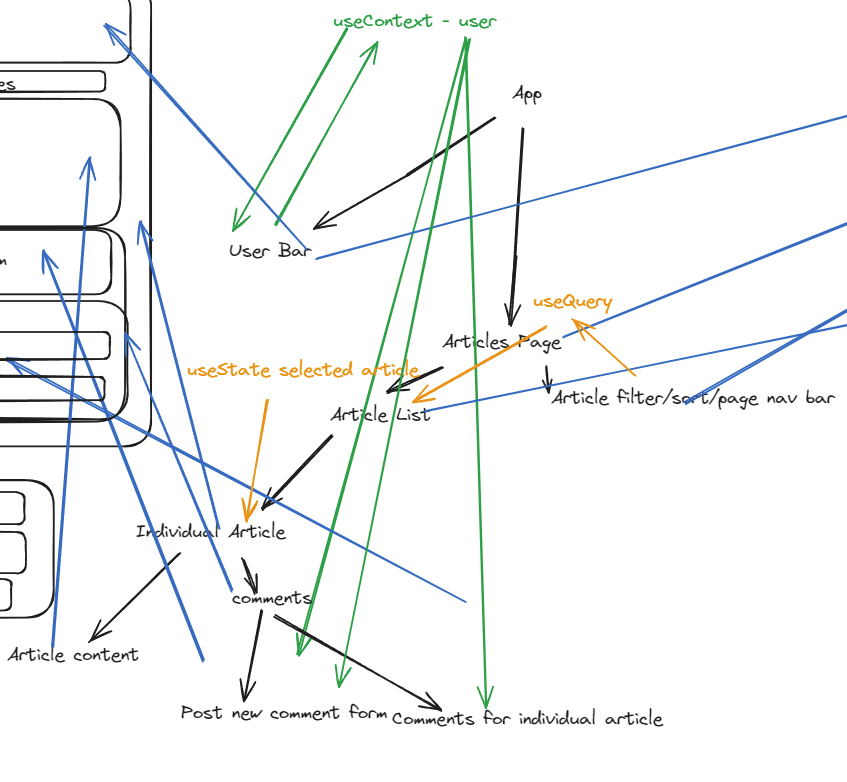 useContext - user
App
User Bar
useQuery
Articles Page
useState selected article
Article filter/sort/page nav bar
Article List
Individual Article
comments
Article content
Post new comment form
Comments for individual article